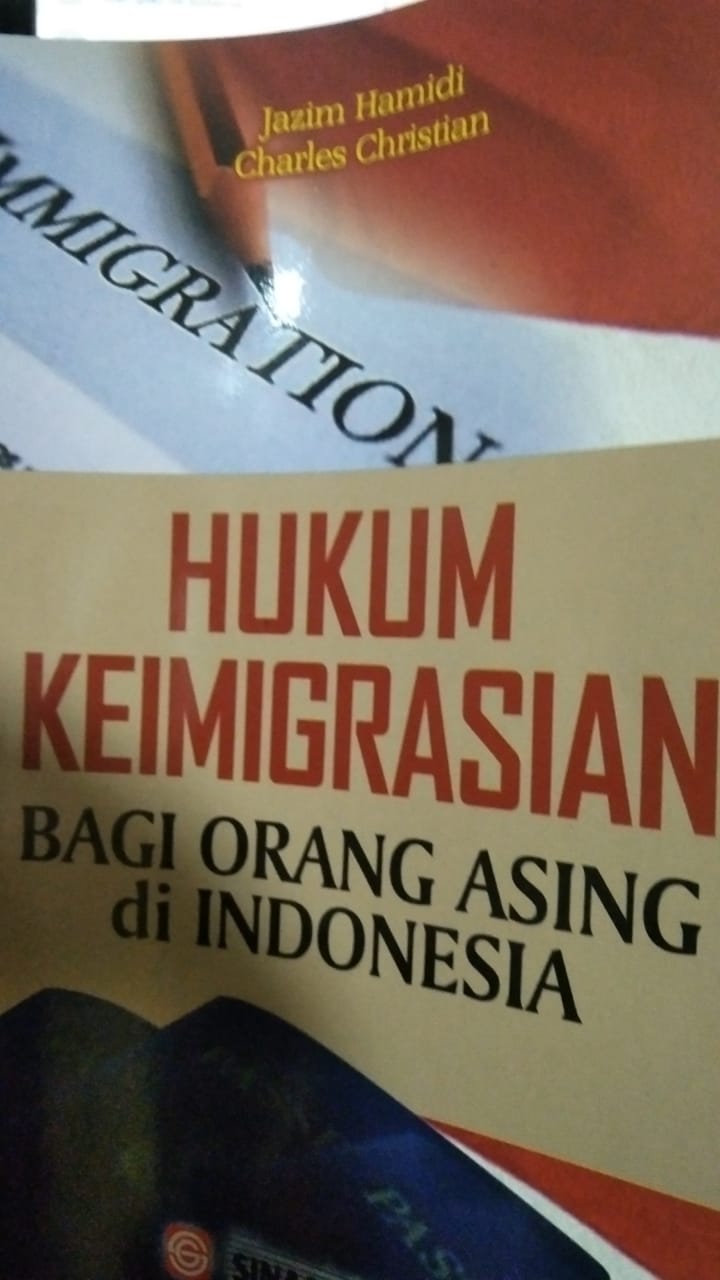 Jazim Hamidi
Charles Christian
IMMIGRATION
HUKUM
KEIMIGRASIAN
BAGI ORANG ASING
di INDONESIA